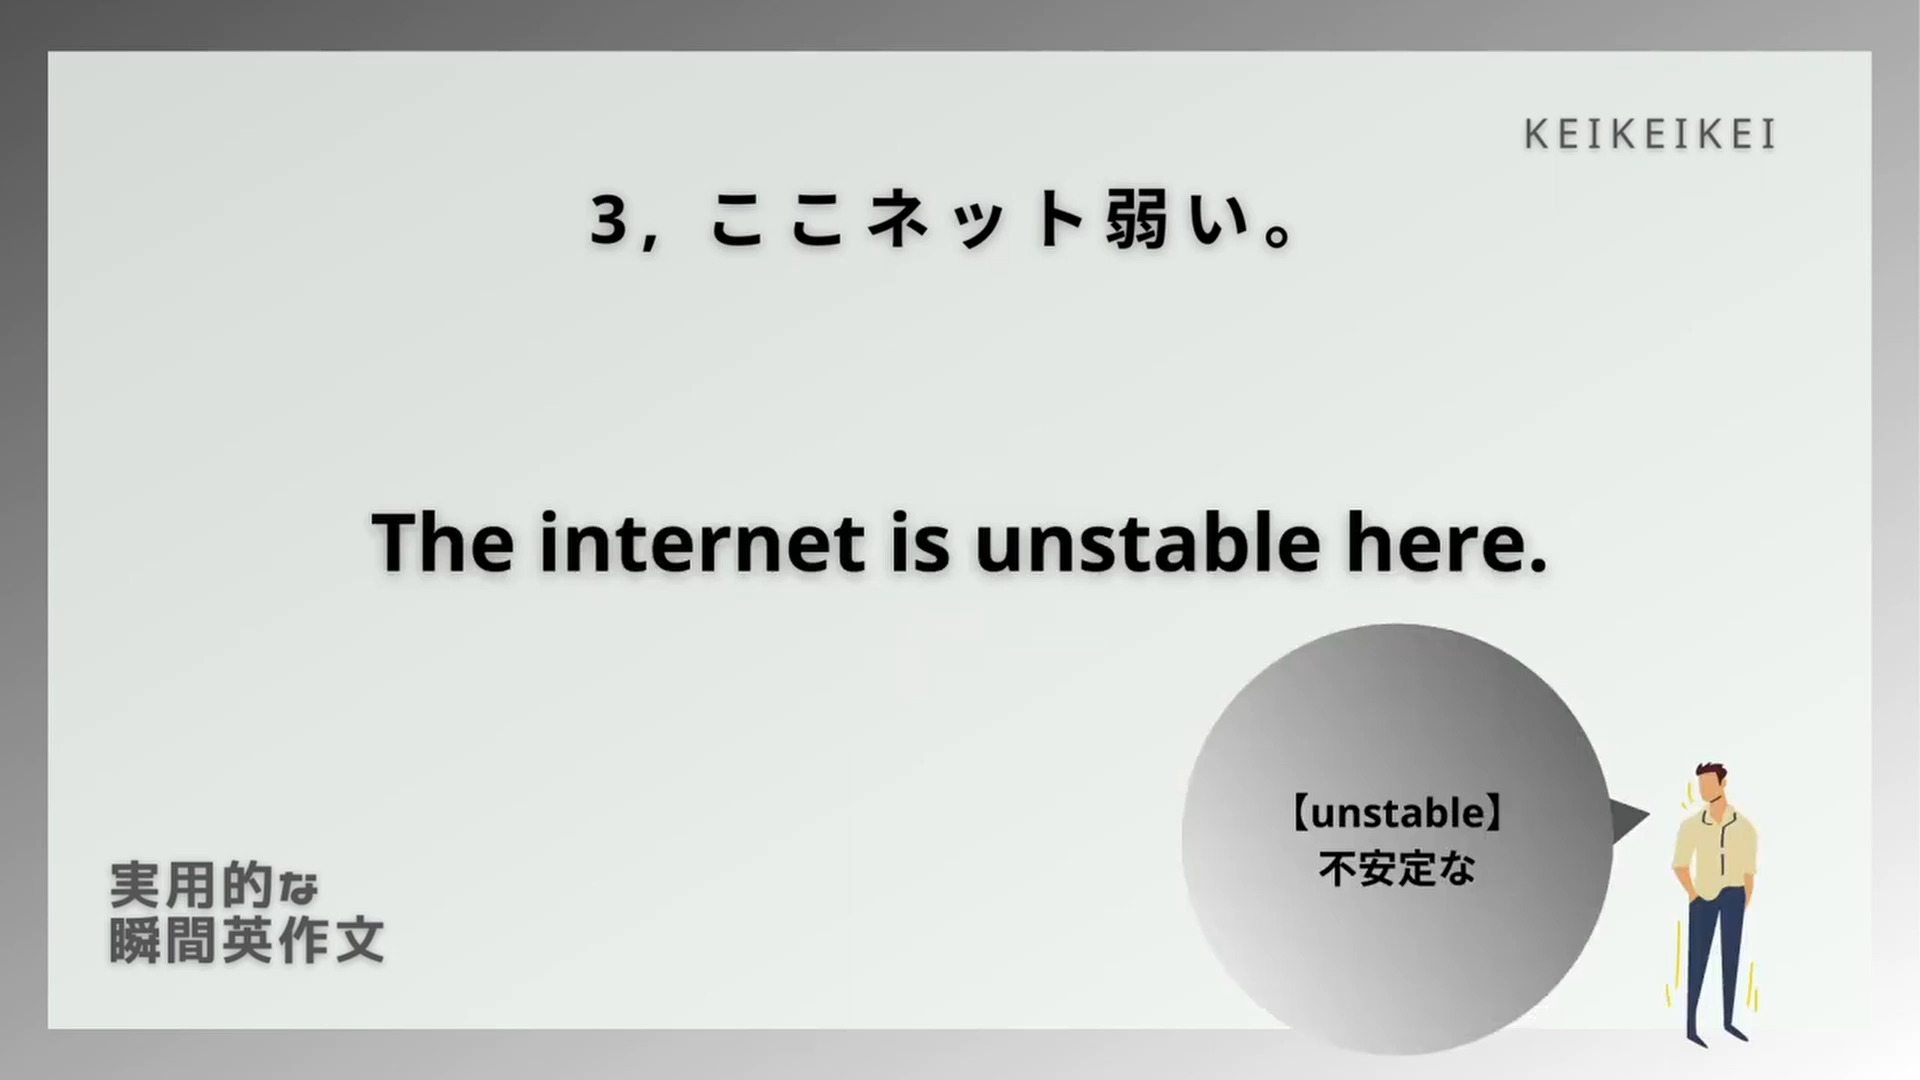 KEIKEIKEI
3, ここネット弱い。
The internet is unstable here.
【unstable】
不安定な
実用的な
瞬間英作文